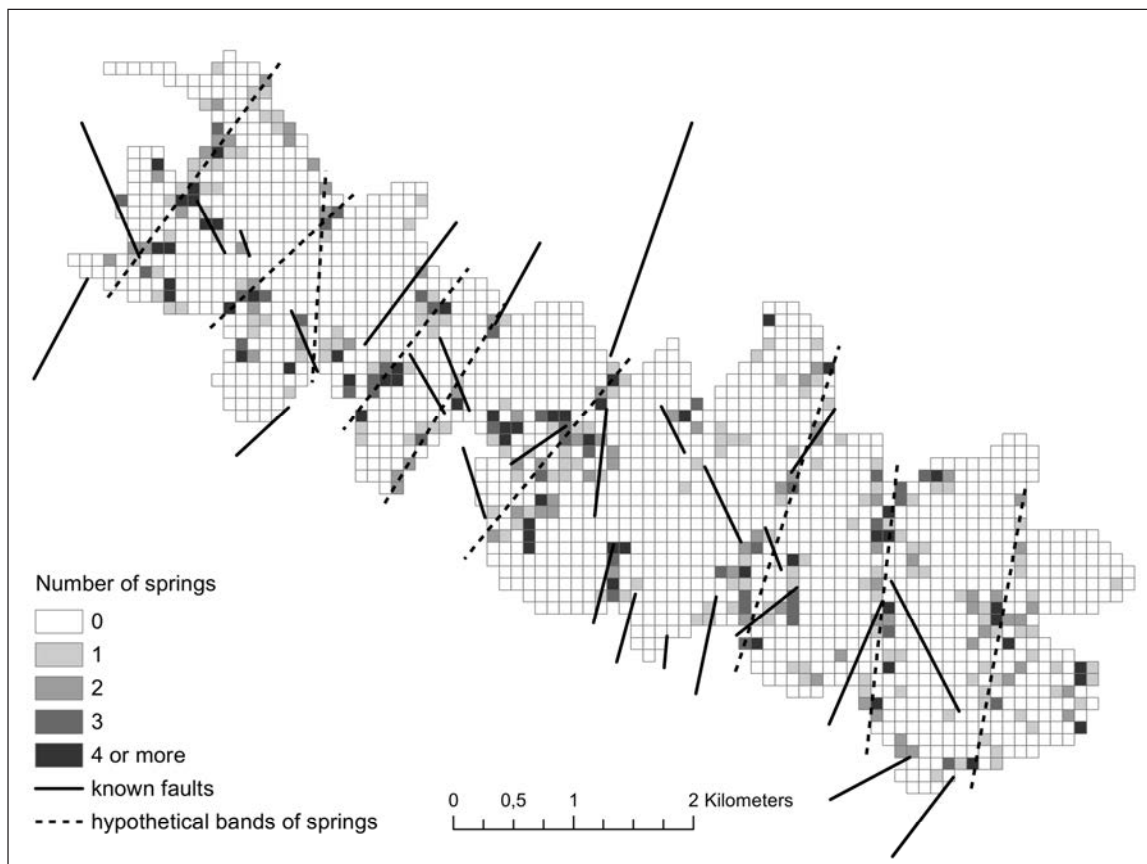 Number of springs
0
1
2
3
4 or more
known faults
hypothetical bands of springs
0 0,5 1 2 Kilometers